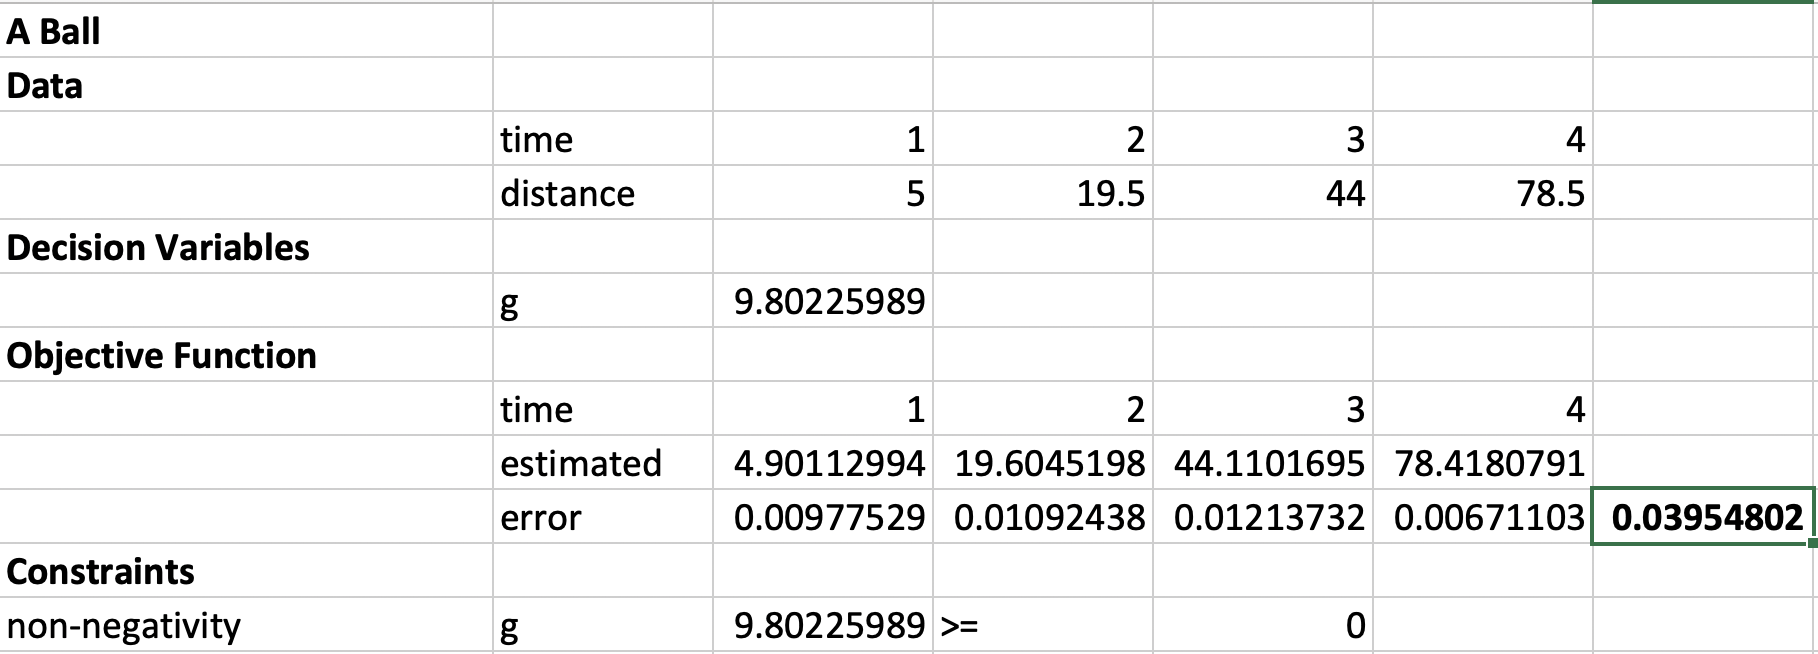 A Ball
Data
time 1 2 3 4
distance 5 19.5 44 78.5
Decision Variables
g 9.80225989
Objective Function
time 1 2 3 4
estimated 4.90112994 19.6045198 44.1101695 78.4180791
error 0.00977529 0.01092438 0.01213732 0.00671103 0.03954802
Constraints
non-negativity g 9.80225989 >= 0